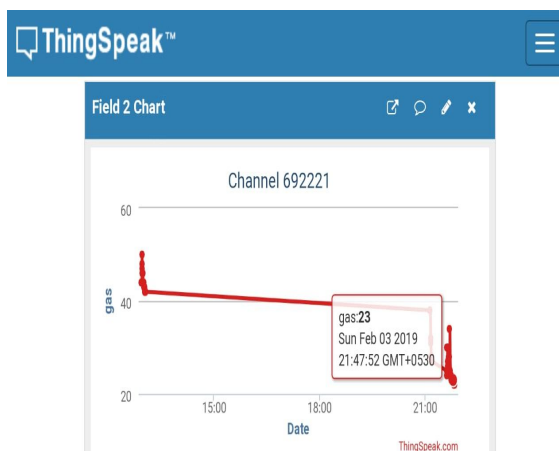 ThingSpeak™
Field 2 Chart
Channel 692221
60
40
20
gas
gas:23
Sun Feb 03 2019
21:47:52 GMT+0530
15:00 18:00 21:00
Date
ThingSpeak.com